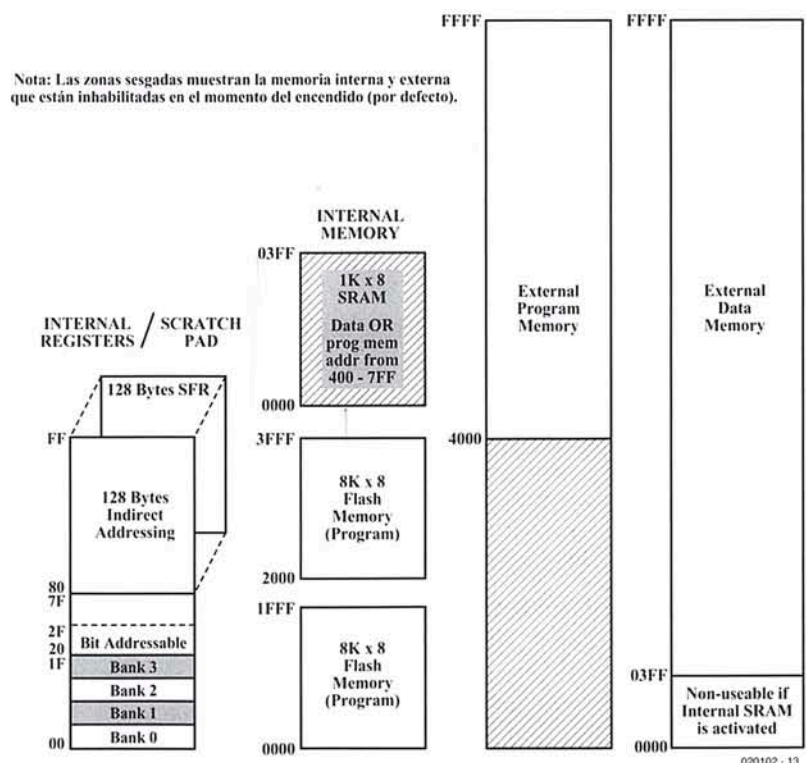 FFFF
FFFF
Nota: Las zonas sesgadas muestran la memoria interna y externa
que están inhabilitadas en el momento del encendido (por defecto).
INTERNAL
REGISTERS
/
SCRATCH
PAD
128 Bytes SFR
FF
128 Bytes
Indirect
Addressing
80
7F
2F
20
Bit Addressable
1F
Bank 3
Bank 2
Bank 1
Bank 0
00
INTERNAL
MEMORY
03FF
1K x 8
SRAM
Data OR
prog mem
addr from
400 - 7FF
0000
3FFF
8K x 8
Flash
Memory
(Program)
2000
1FFF
8K x 8
Flash
Memory
(Program)
0000
External
Program
Memory
4000
External
Data
Memory
03FF
Non-useable if
Internal SRAM
is activated
0000
020102 - 13